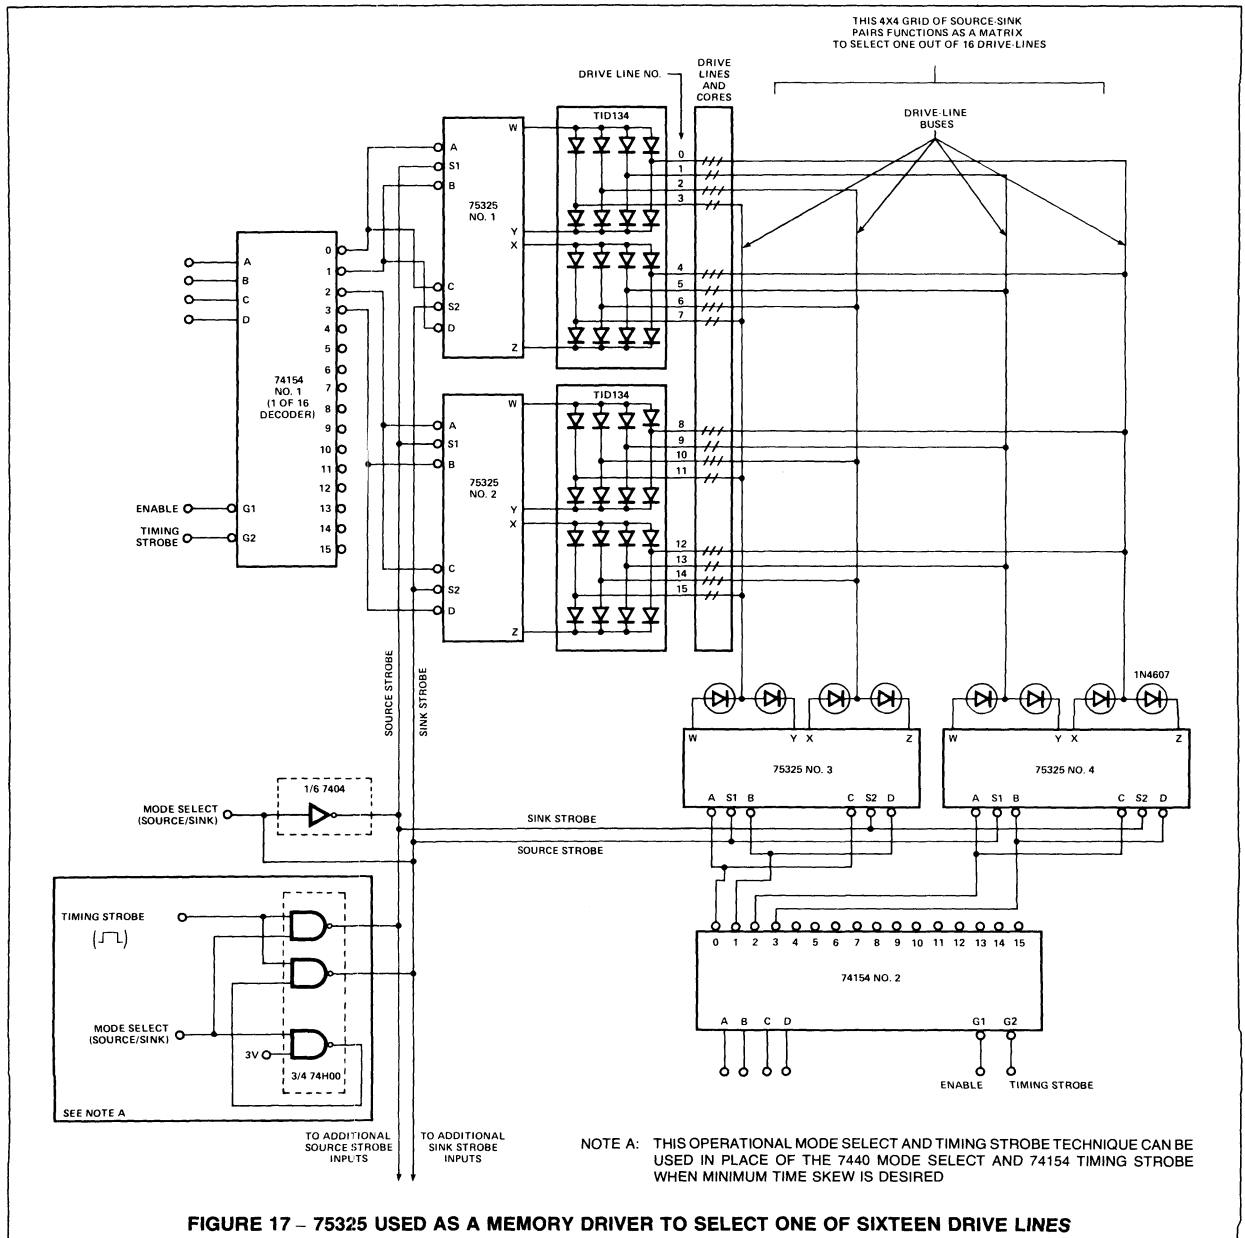 THIS 4X4 GRID OF SOURCE-SINK
PAIRS FUNCTIONS AS A MATRIX
TO SELECT ONE OUT OF 16 DRIVE-LINES
DRIVE LINE NO.
DRIVE
LINES
AND
CORES
DRIVE-LINE
BUSES
TID134
W
A
S1
B
75325
NO. 1
Y
X
C
S2
D
Z
0
1
2
3
4
5
6
7
A
B
C
D
0
1
2
3
4
5
6
7
8
9
10
11
12
13
14
15
74154
NO. 1
(1 OF 16
DECODER)
ENABLE
G1
TIMING
STROBE
G2
TID134
W
A
S1
B
75325
NO. 2
Y
X
C
S2
D
Z
8
9
10
11
12
13
14
15
SOURCE STROBE
SINK STROBE
1N4607
W
Y
X
Z
75325 NO. 3
A S1 B C S2 D
W
Y
X
Z
75325 NO. 4
A S1 B C S2 D
1/6 7404
MODE SELECT
(SOURCE/SINK)
SINK STROBE
SOURCE STROBE
TIMING STROBE
MODE SELECT
(SOURCE/SINK)
3V
3/4 74H00
SEE NOTE A
0 1 2 3 4 5 6 7 8 9 10 11 12 13 14 15
74154 NO. 2
A B C D G1 G2
ENABLE
TIMING STROBE
TO ADDITIONAL
SOURCE STROBE
INPUTS
TO ADDITIONAL
SINK STROBE
INPUTS
NOTE A: THIS OPERATIONAL MODE SELECT AND TIMING STROBE TECHNIQUE CAN BE
USED IN PLACE OF THE 7440 MODE SELECT AND 74154 TIMING STROBE
WHEN MINIMUM TIME SKEW IS DESIRED
FIGURE 17 – 75325 USED AS A MEMORY DRIVER TO SELECT ONE OF SIXTEEN DRIVE LINES